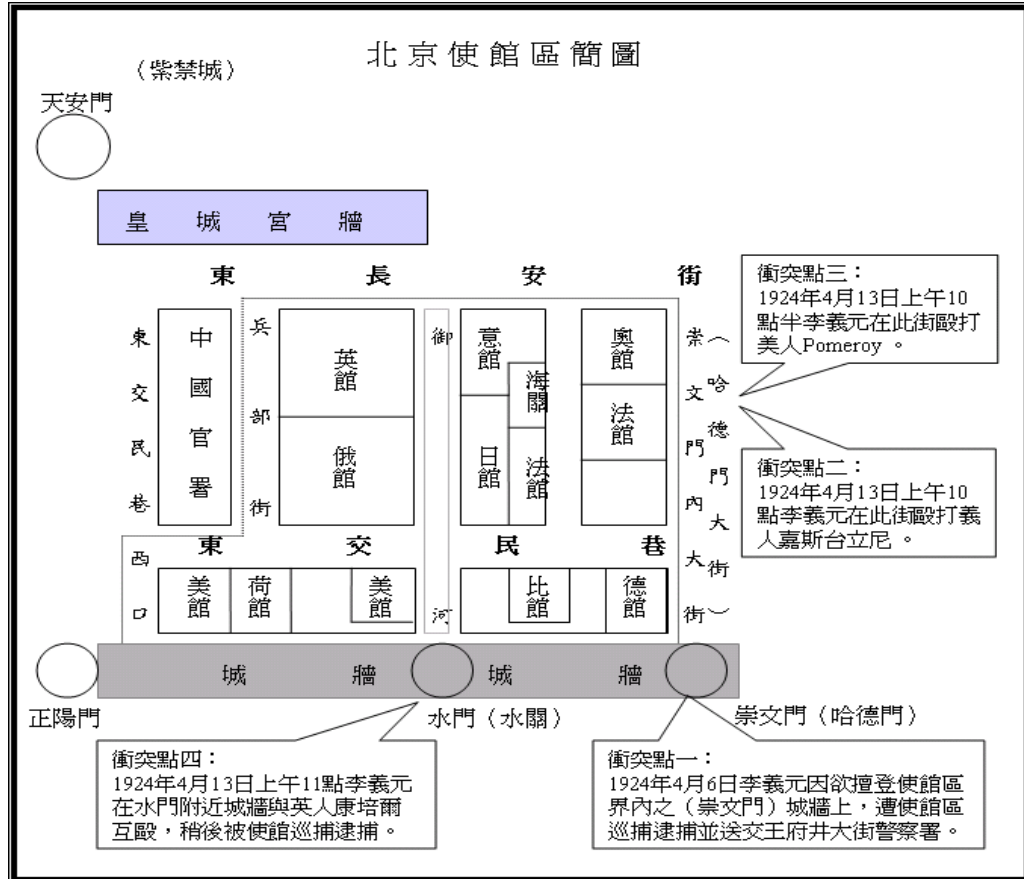 北京使館區簡圖
（紫禁城）
天安門
皇城宮牆
東長安街
衝突點三：
1924年4月13日上午10
點半李義元在此街毆打
美人Pomeroy 。
東交民巷西口
中國官署
兵部街
英館
俄館
御河
意館
海關
日館
法館
奧館
法館
崇文門內大街
（哈德門大街）
衝突點二：
1924年4月13日上午10
點李義元在此街毆打義
人嘉斯台立尼 。
東交民巷
美館
荷館
美館
比館
德館
城牆城牆
正陽門
水門（水關）
崇文門（哈德門）
衝突點四：
1924年4月13日上午11點李義元
在水門附近城牆與英人康培爾
互毆，稍後被使館巡捕逮捕。
衝突點一：
1924年4月6日李義元因欲擅登使館區
界內之（崇文門）城牆上，遭使館區
巡捕逮捕並送交王府井大街警察署。